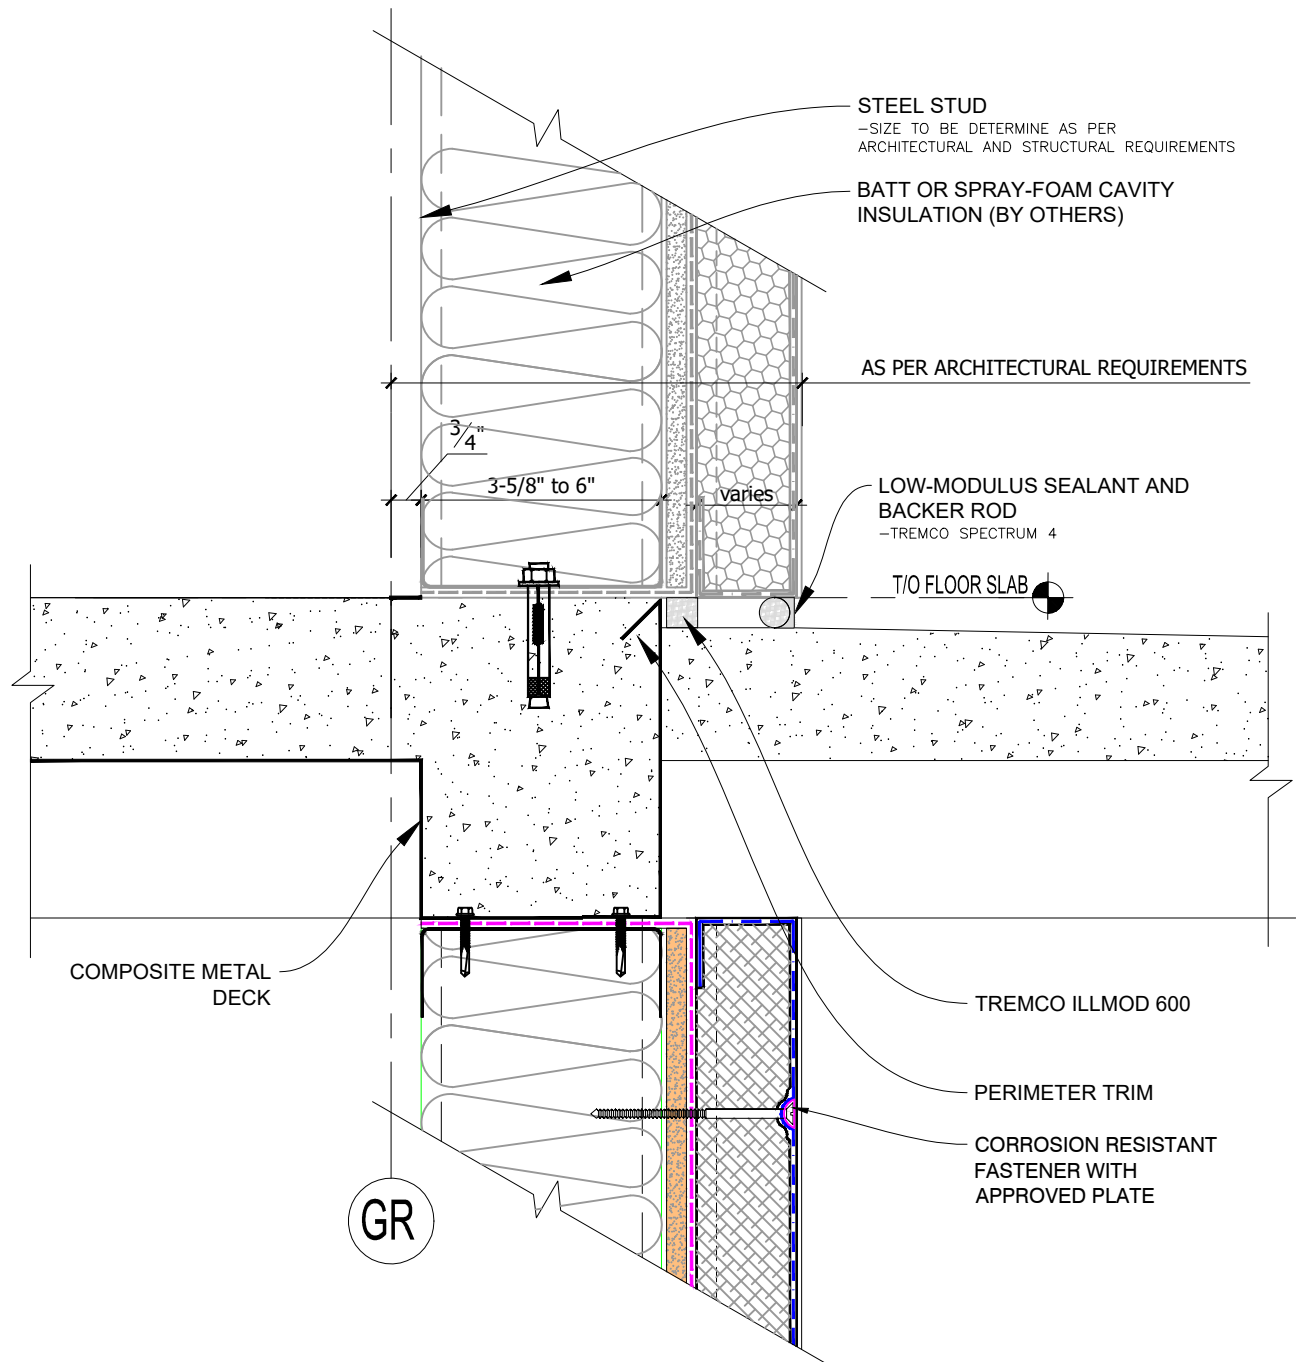 STEEL STUD
-SIZE TO BE DETERMINE AS PER
ARCHITECTURAL AND STRUCTURAL REQUIREMENTS
BATT OR SPRAY-FOAM CAVITY
INSULATION (BY OTHERS)
AS PER ARCHITECTURAL REQUIREMENTS
3/4"
3-5/8" to 6"
varies
LOW-MODULUS SEALANT AND
BACKER ROD
-TREMCO SPECTRUM 4
T/O FLOOR SLAB
COMPOSITE METAL
DECK
TREMCO ILLMOD 600
PERIMETER TRIM
CORROSION RESISTANT
FASTENER WITH
APPROVED PLATE
GR